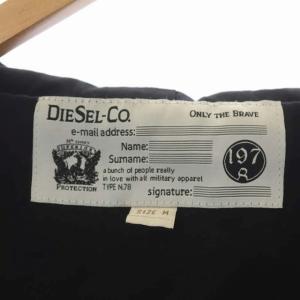 DIESEL-CO.
ONLY THE BRAVE
e-mail address:
Name:
Surname:
a bunch of people really
in love with all military apparel
TYPE N.78
signature:
SUPERIOR
PROTECTION
197
8
SIZE M